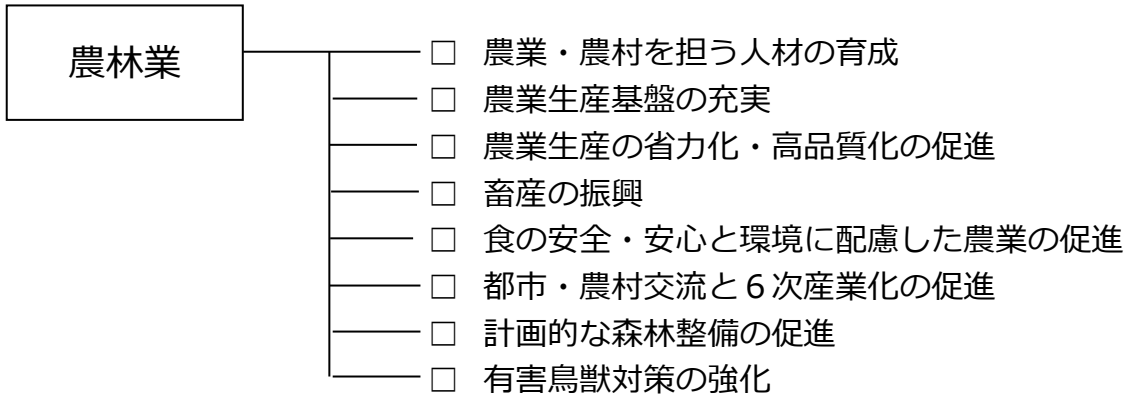 農林業
□ 農業・農村を担う人材の育成
□ 農業生産基盤の充実
□ 農業生産の省力化・高品質化の促進
□ 畜産の振興
□ 食の安全・安心と環境に配慮した農業の促進
□ 都市・農村交流と６次産業化の促進
□ 計画的な森林整備の促進
□ 有害鳥獣対策の強化